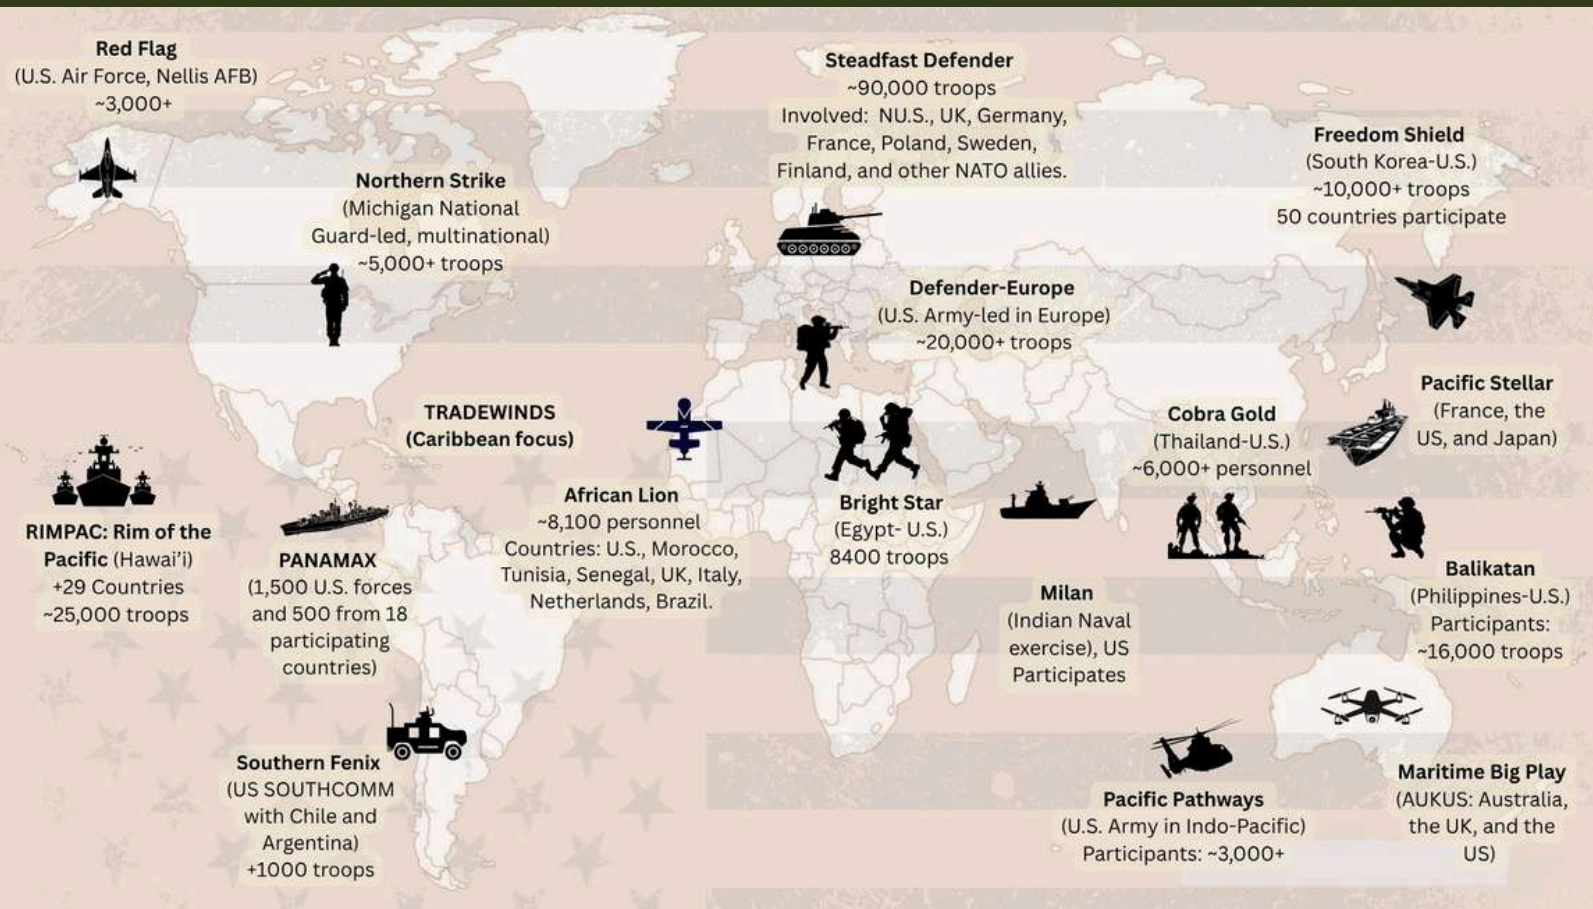 Red Flag
(U.S. Air Force, Nellis AFB)
~3,000+
Northern Strike
(Michigan National
Guard-led, multinational)
~5,000+ troops
Steadfast Defender
~90,000 troops
Involved: NU.S., UK, Germany,
France, Poland, Sweden,
Finland, and other NATO allies.
Freedom Shield
(South Korea-U.S.)
~10,000+ troops
50 countries participate
Defender-Europe
(U.S. Army-led in Europe)
~20,000+ troops
TRADEWINDS
(Caribbean focus)
Pacific Stellar
(France, the
US, and Japan)
Cobra Gold
(Thailand-U.S.)
~6,000+ personnel
RIMPAC: Rim of the
Pacific (Hawai’i)
+29 Countries
~25,000 troops
PANAMAX
(1,500 U.S. forces
and 500 from 18
participating
countries)
African Lion
~8,100 personnel
Countries: U.S., Morocco,
Tunisia, Senegal, UK, Italy,
Netherlands, Brazil.
Bright Star
(Egypt- U.S.)
8400 troops
Milan
(Indian Naval
exercise), US
Participates
Balikatan
(Philippines-U.S.)
Participants:
~16,000 troops
Southern Fenix
(US SOUTHCOMM
with Chile and
Argentina)
+1000 troops
Pacific Pathways
(U.S. Army in Indo-Pacific)
Participants: ~3,000+
Maritime Big Play
(AUKUS: Australia,
the UK, and the
US)